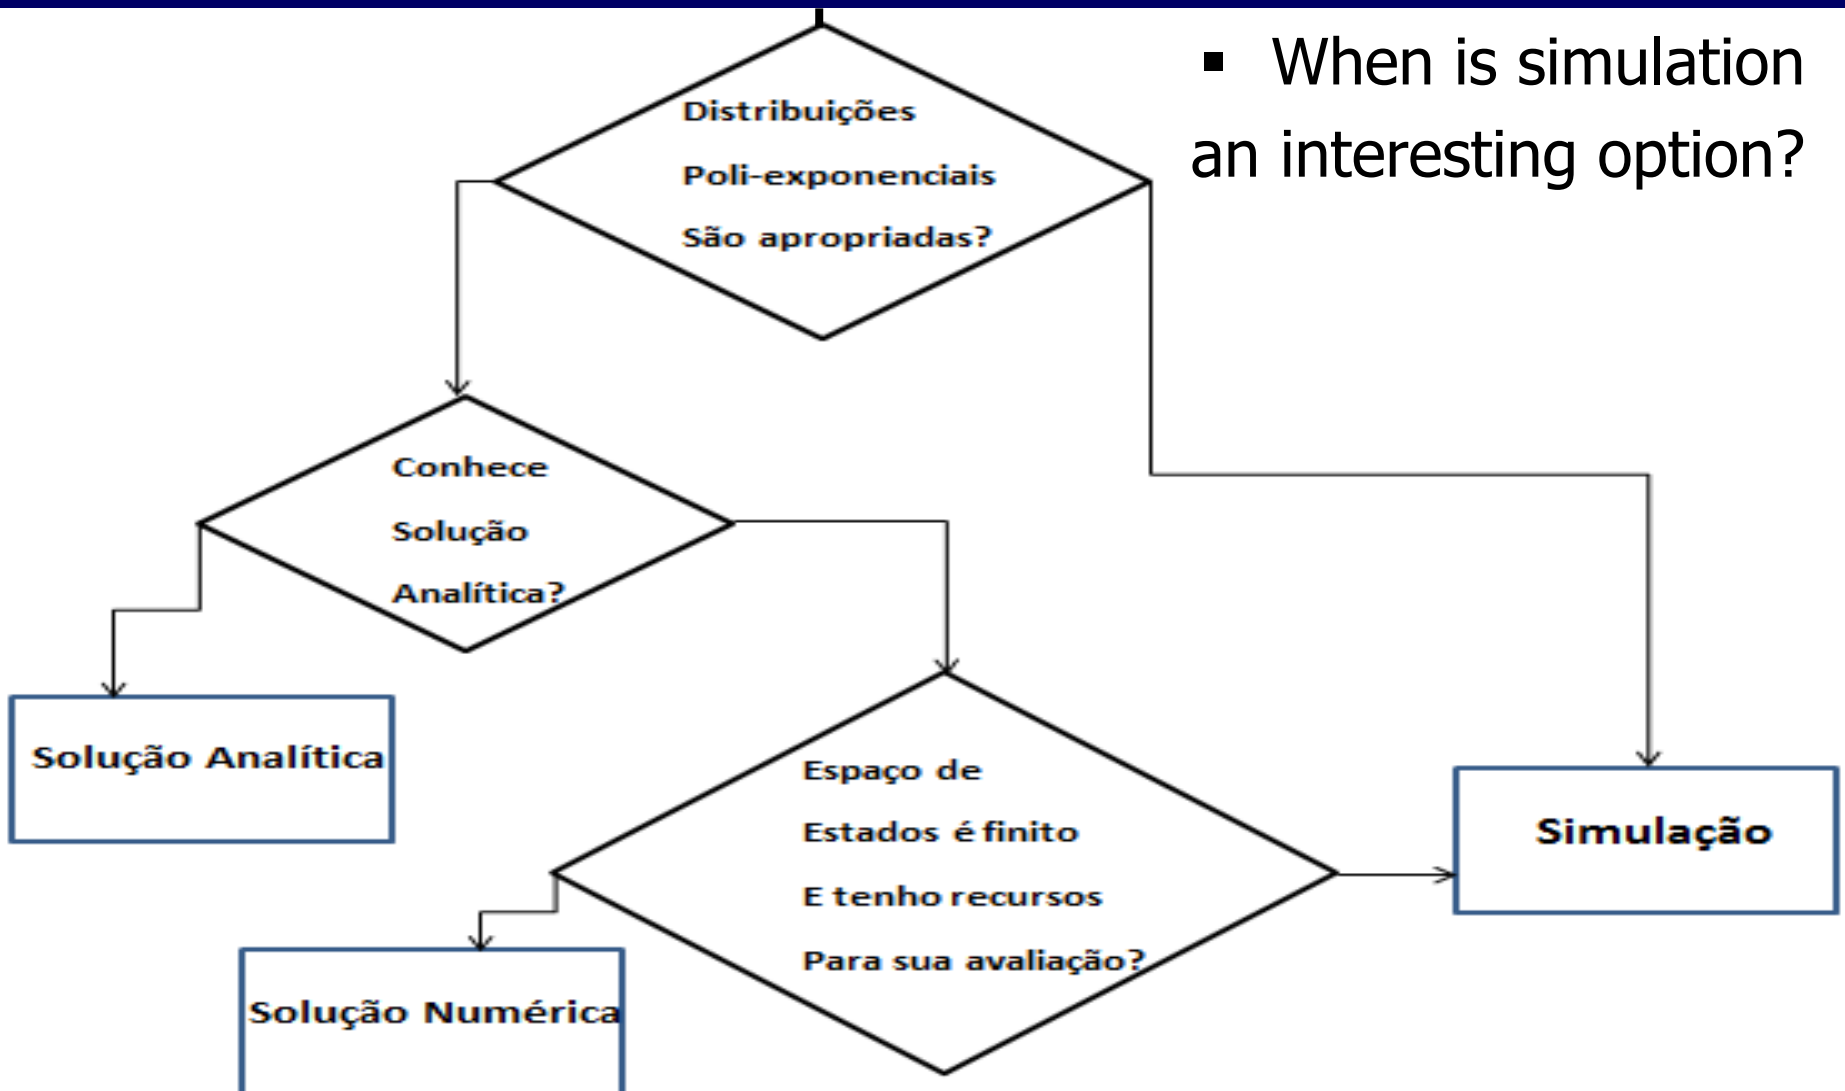 ▪ When is simulation
an interesting option?
Distribuições
Poli-exponenciais
São apropriadas?
Conhece
Solução
Analítica?
Solução Analítica
Espaço de
Estados é finito
E tenho recursos
Para sua avaliação?
Simulação
Solução Numérica